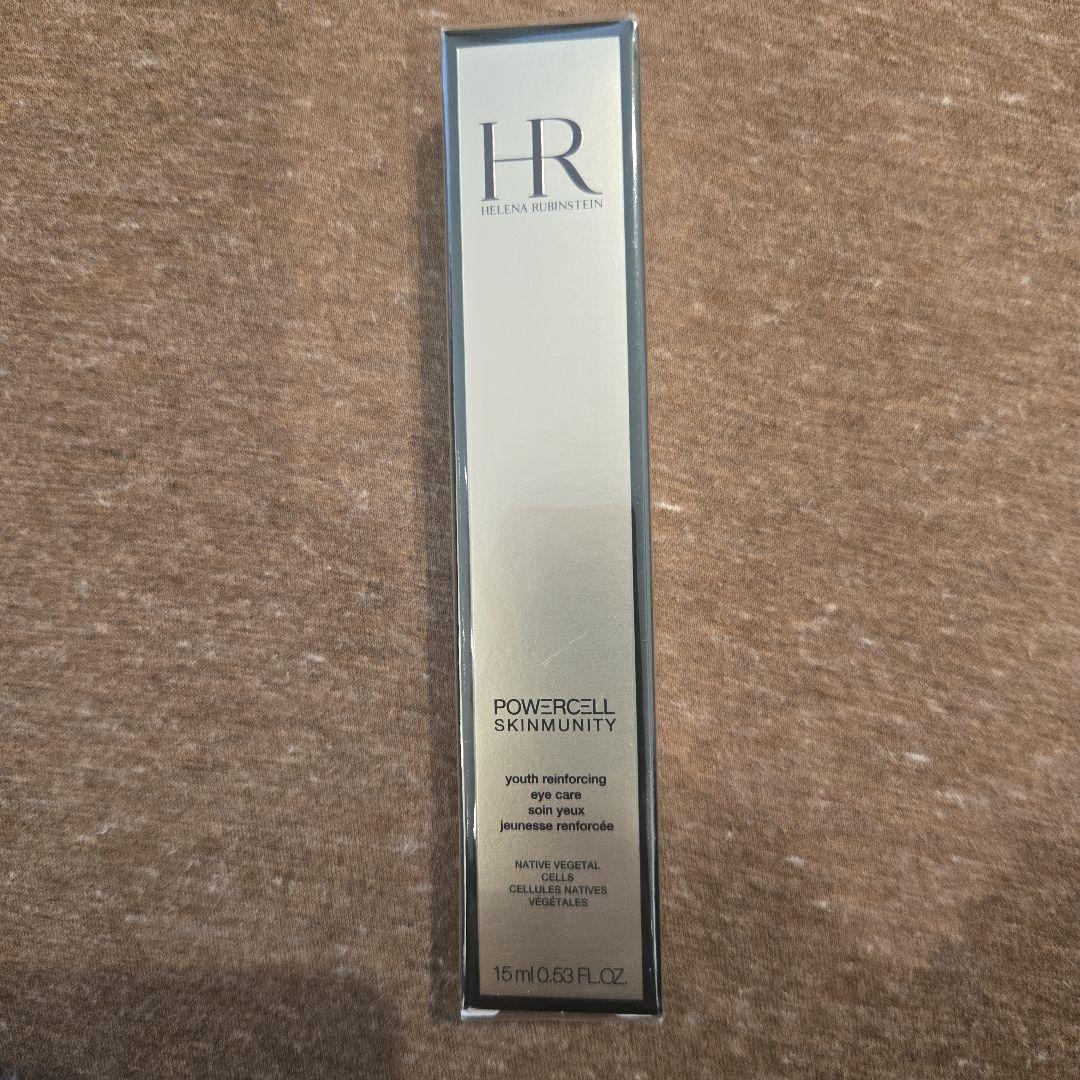 HR
HELENA RUBINSTEIN
POWERCELL
SKINMUNITY
youth reinforcing
eye care
soin yeux
jeunesse renforcée
NATIVE VEGETAL
CELLS
CELLULES NATIVES
VÉGÉTALES
15 ml 0.53 FL.OZ.